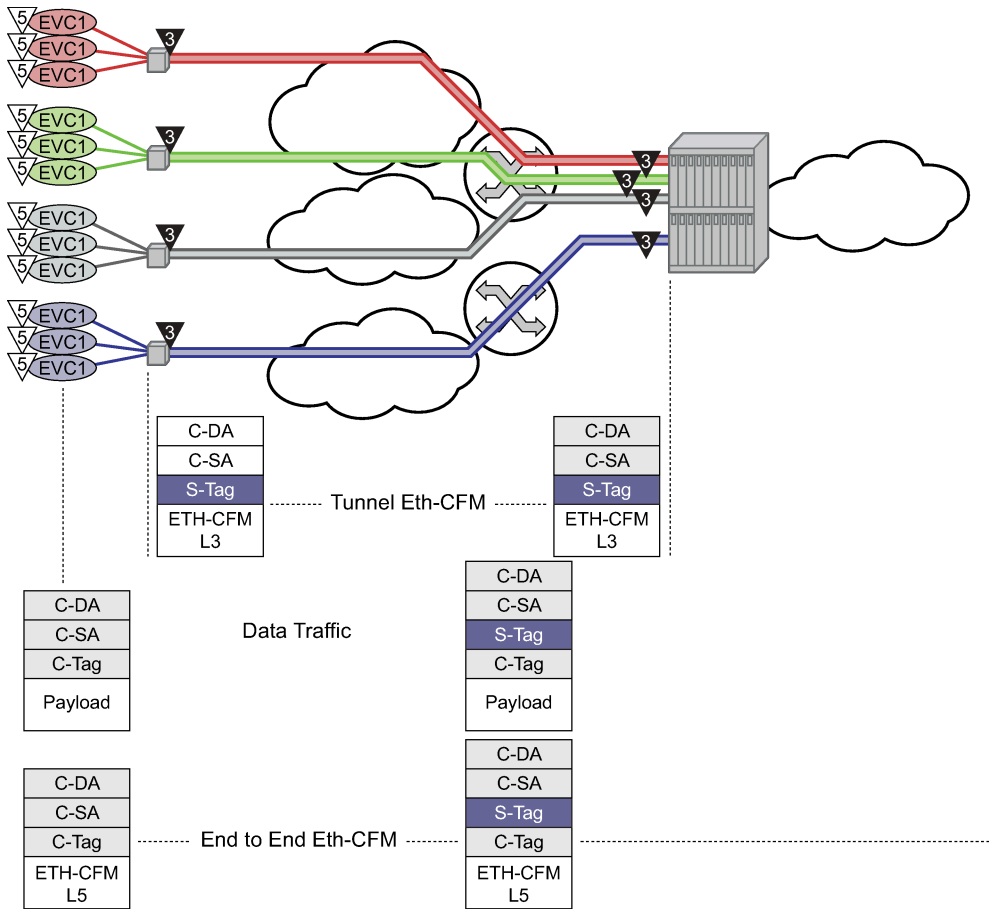 5 EVC1
5 EVC1
5 EVC1
3
3
5 EVC1
5 EVC1
5 EVC1
3
3
5 EVC1
5 EVC1
5 EVC1
3
3
5 EVC1
5 EVC1
5 EVC1
3
3
C-DA
C-SA
S-Tag
ETH-CFM
L3
Tunnel Eth-CFM
C-DA
C-SA
S-Tag
ETH-CFM
L3
C-DA
C-SA
C-Tag
Payload
Data Traffic
C-DA
C-SA
S-Tag
C-Tag
Payload
C-DA
C-SA
C-Tag
ETH-CFM
L5
End to End Eth-CFM
C-DA
C-SA
S-Tag
C-Tag
ETH-CFM
L5